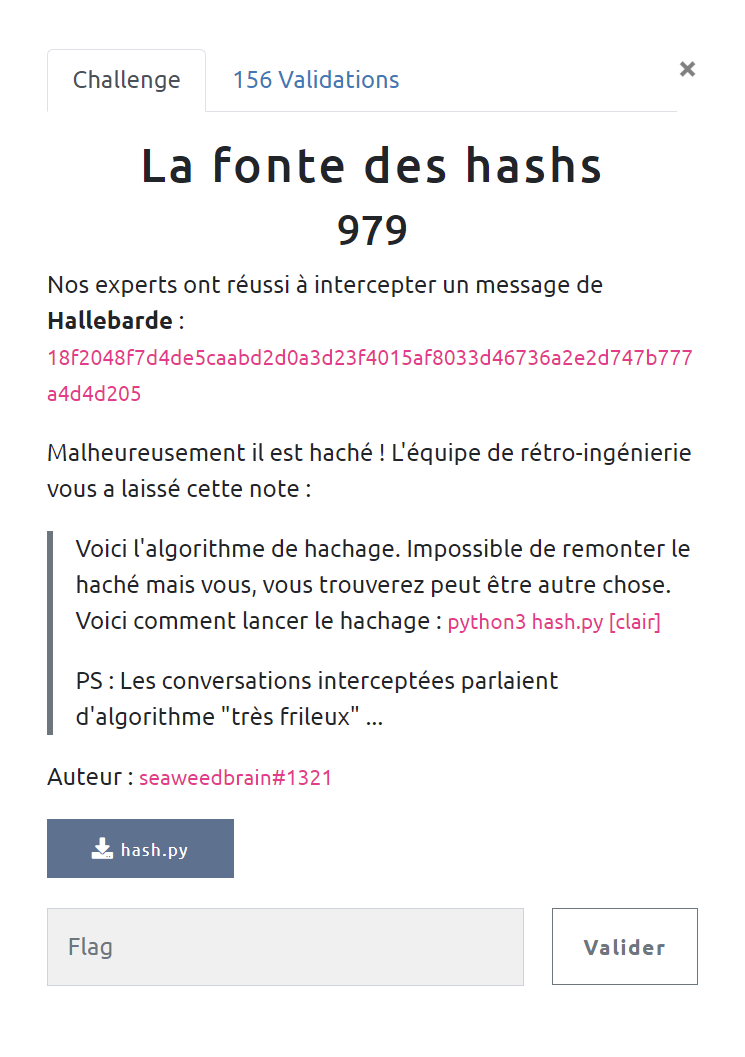 Challenge
156 Validations
×
La fonte des hashs
979
Nos experts ont réussi à intercepter un message de
Hallebarde :
18f2048f7d4de5caabd2d0a3d23f4015af8033d46736a2e2d747b777
a4d4d205
Malheureusement il est haché ! L'équipe de rétro-ingénierie
vous a laissé cette note :
Voici l'algorithme de hachage. Impossible de remonter le
haché mais vous, vous trouverez peut être autre chose.
Voici comment lancer le hachage : python3 hash.py [clair]
PS : Les conversations interceptées parlaient
d'algorithme "très frileux" ...
Auteur : seaweedbrain#1321
hash.py
Flag
Valider